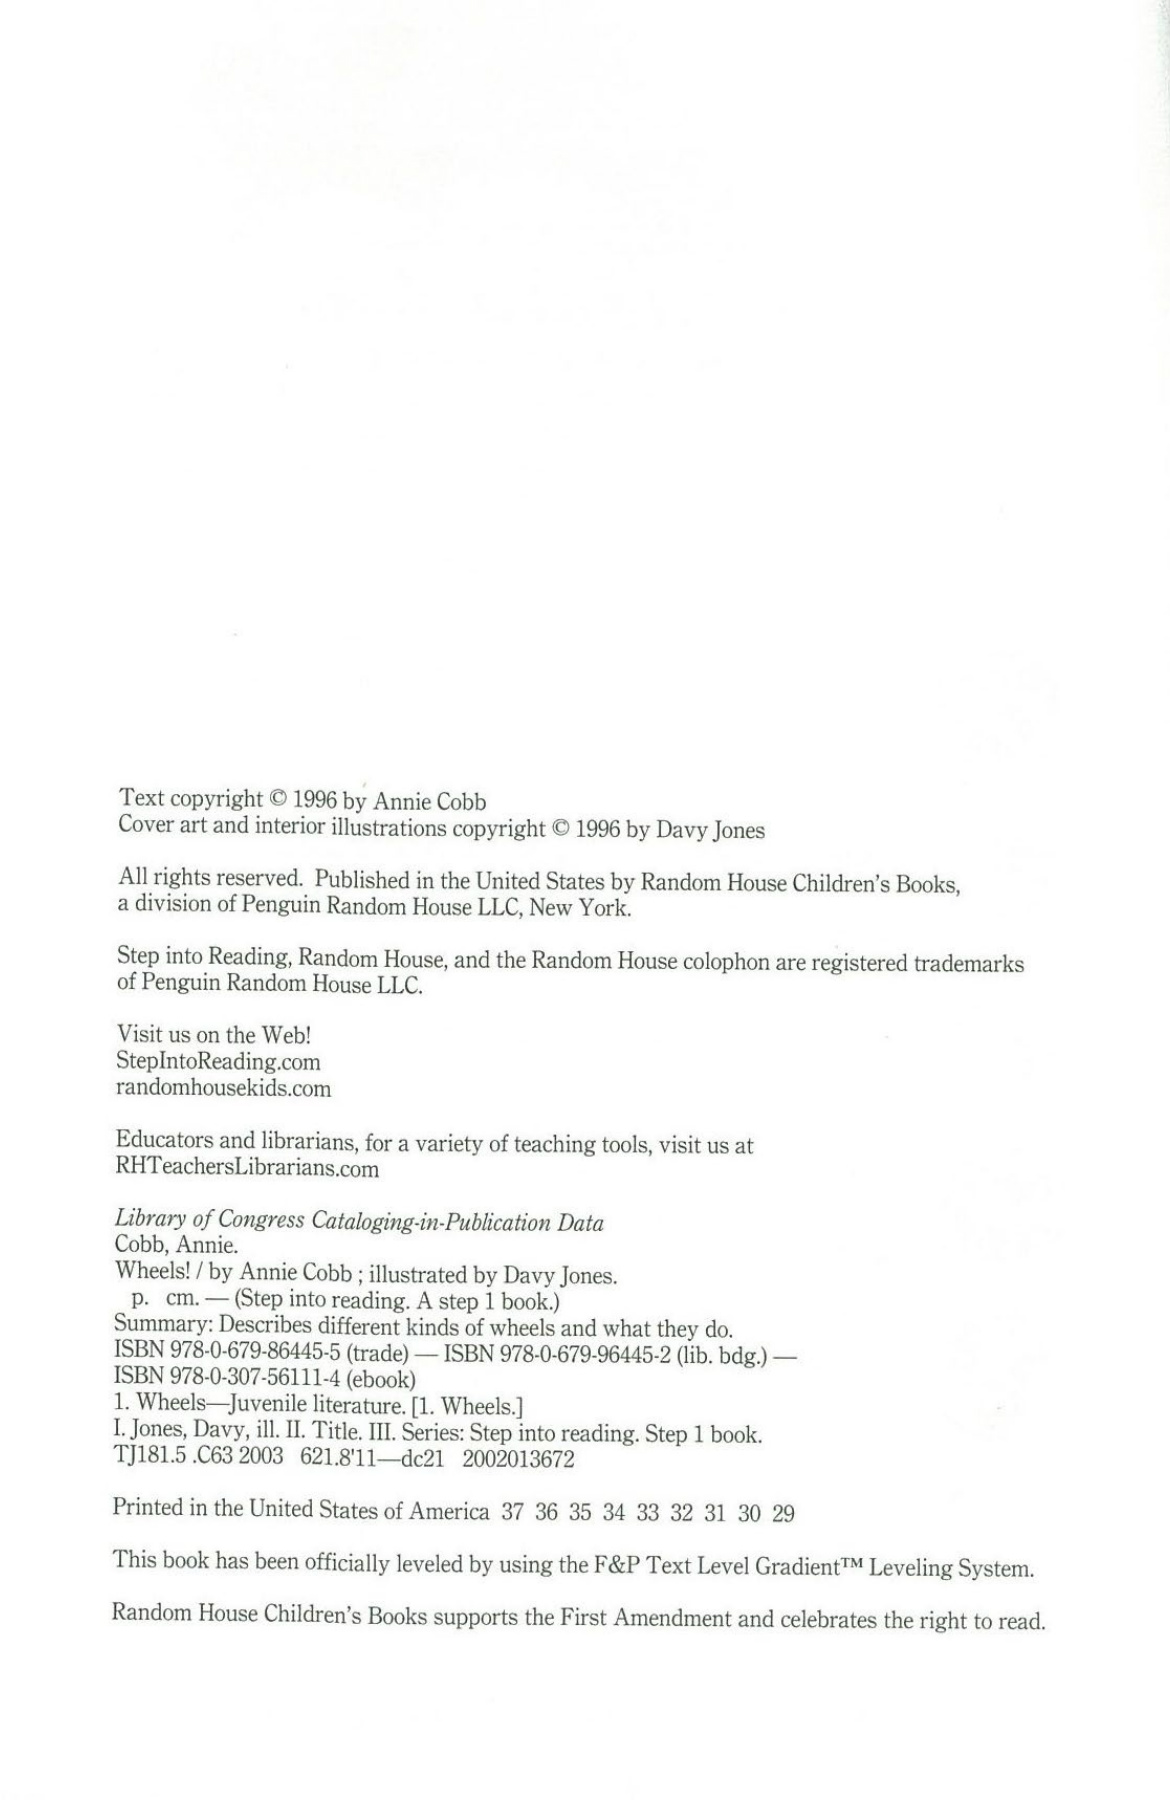 Text copyright © 1996 by Annie Cobb
Cover art and interior illustrations copyright © 1996 by Davy Jones
All rights reserved. Published in the United States by Random House Children's Books,
a division of Penguin Random House LLC, New York.
Step into Reading, Random House, and the Random House colophon are registered trademarks
of Penguin Random House LLC.
Visit us on the Web!
StepIntoReading.com
randomhousekids.com
Educators and librarians, for a variety of teaching tools, visit us at
RHTeachersLibrarians.com
Library of Congress Cataloging-in-Publication Data
Cobb, Annie.
Wheels! / by Annie Cobb ; illustrated by Davy Jones.
p. cm. — (Step into reading. A step 1 book.)
Summary: Describes different kinds of wheels and what they do.
ISBN 978-0-679-86445-5 (trade) — ISBN 978-0-679-96445-2 (lib. bdg.) —
ISBN 978-0-307-56111-4 (ebook)
1. Wheels—Juvenile literature. [1. Wheels.]
I. Jones, Davy, ill. II. Title. III. Series: Step into reading. Step 1 book.
TJ181.5 .C63 2003 621.8'11—dc21 2002013672
Printed in the United States of America 37 36 35 34 33 32 31 30 29
This book has been officially leveled by using the F&P Text Level Gradient™ Leveling System.
Random House Children's Books supports the First Amendment and celebrates the right to read.